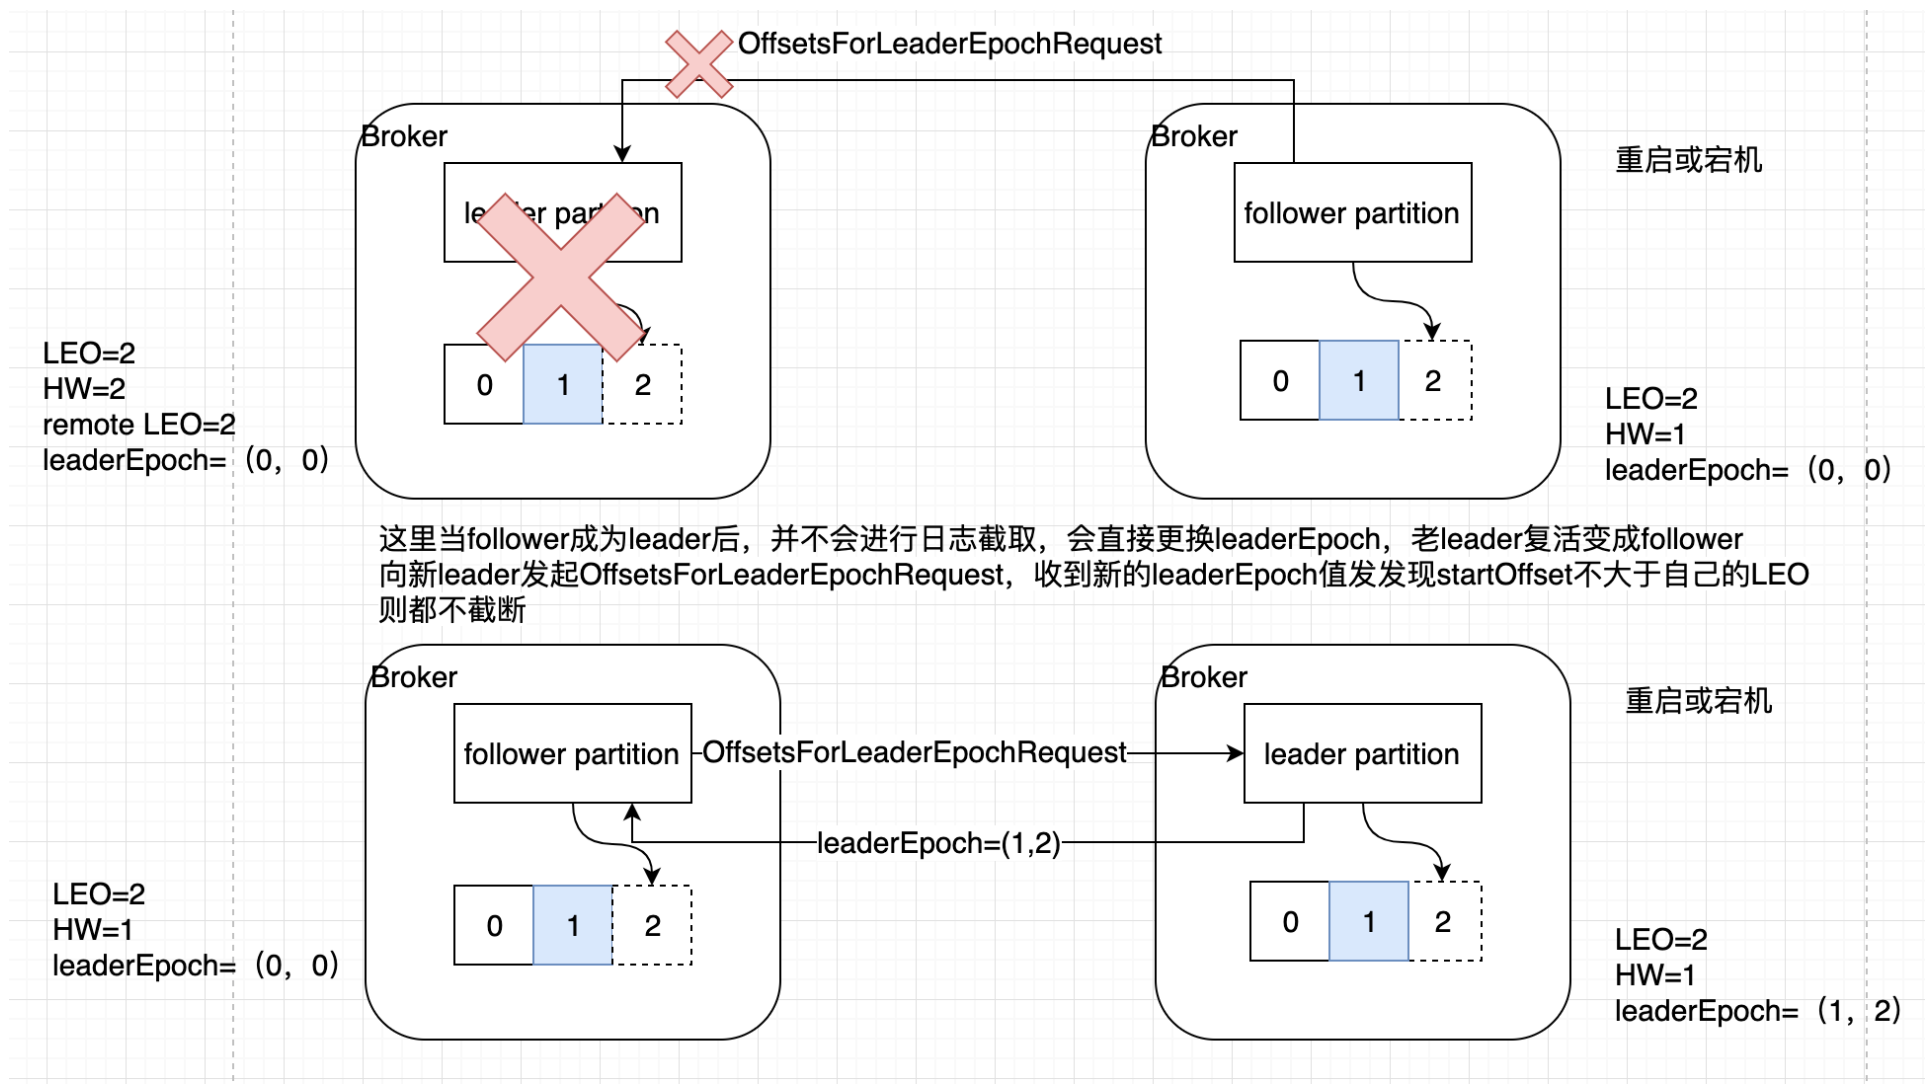 OffsetsForLeaderEpochRequest
Broker
Broker
重启或宕机
leader partition
follower partition
LEO=2
HW=2
remote LEO=2
leaderEpoch=（0，0）
0 1 2
0 1 2
LEO=2
HW=1
leaderEpoch=（0，0）
这里当follower成为leader后，并不会进行日志截取，会直接更换leaderEpoch，老leader复活变成follower
向新leader发起OffsetsForLeaderEpochRequest，收到新的leaderEpoch值发发现startOffset不大于自己的LEO
则都不截断
Broker
Broker
重启或宕机
follower partition
OffsetsForLeaderEpochRequest
leader partition
leaderEpoch=(1,2)
LEO=2
HW=1
leaderEpoch=（0，0）
0 1 2
0 1 2
LEO=2
HW=1
leaderEpoch=（1，2）